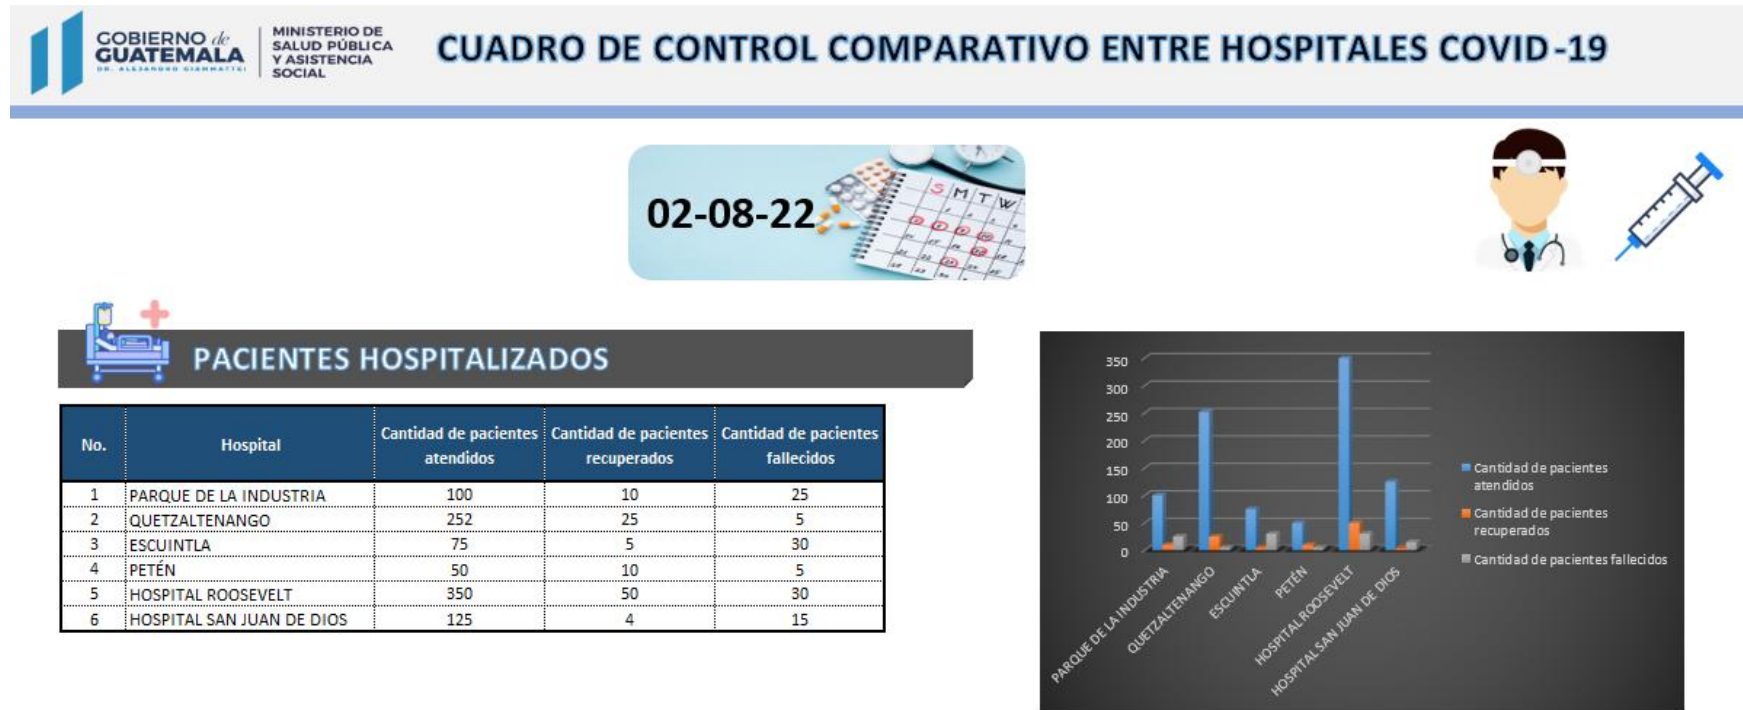 GOBIERNO de
GUATEMALA
DR. ALEJANDRO GIAMMATTEI
MINISTERIO DE
SALUD PÚBLICA
Y ASISTENCIA
SOCIAL
CUADRO DE CONTROL COMPARATIVO ENTRE HOSPITALES COVID-19
02-08-22
S M T W
PACIENTES HOSPITALIZADOS
No. Hospital Cantidad de pacientes atendidos Cantidad de pacientes recuperados Cantidad de pacientes fallecidos
1 PARQUE DE LA INDUSTRIA 100 10 25
2 QUETZALTENANGO 252 25 5
3 ESCUINTLA 75 5 30
4 PETÉN 50 10 5
5 HOSPITAL ROOSEVELT 350 50 30
6 HOSPITAL SAN JUAN DE DIOS 125 4 15
350
300
250
200
150
100
50
0
PARQUE DE LA INDUSTRIA
QUETZALTENANGO
ESCUINTLA
PETÉN
HOSPITAL ROOSEVELT
HOSPITAL SAN JUAN DE DIOS
Cantidad de pacientes
atendidos
Cantidad de pacientes
recuperados
Cantidad de pacientes fallecidos